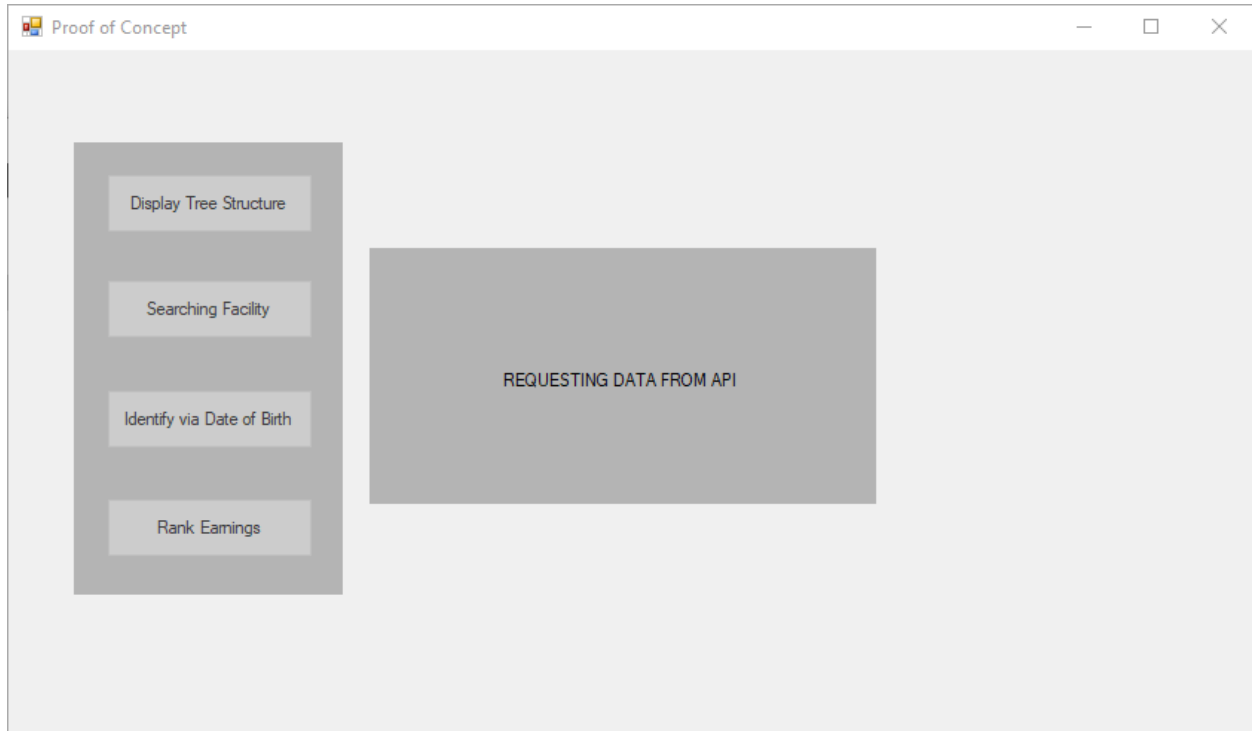 Proof of Concept
Display Tree Structure
Searching Facility
Identify via Date of Birth
Rank Earnings
REQUESTING DATA FROM API